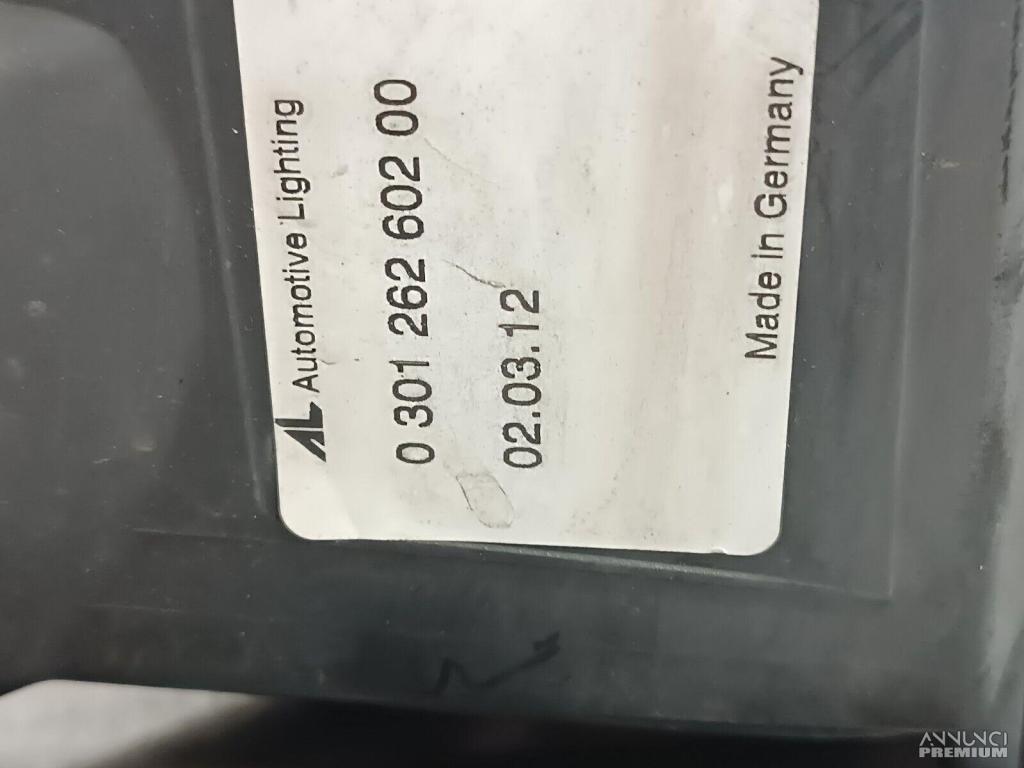 AL Automotive Lighting
0 301 262 602 00
02.03.12
Made in Germany
ANNUNCI
PREMIUM